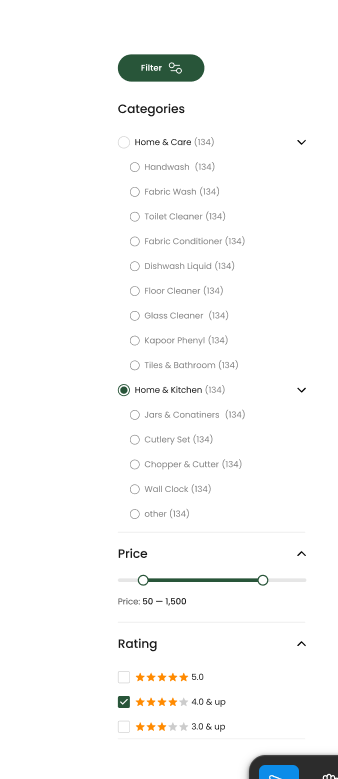 Filter
Categories
Home & Care (134)
Handwash (134)
Fabric Wash (134)
Toilet Cleaner (134)
Fabric Conditioner (134)
Dishwash Liquid (134)
Floor Cleaner (134)
Glass Cleaner (134)
Kapoor Phenyl (134)
Tiles & Bathroom (134)
Home & Kitchen (134)
Jars & Conatiners (134)
Cutlery Set (134)
Chopper & Cutter (134)
Wall Clock (134)
other (134)
Price
Price: 50 — 1,500
Rating
5.0
4.0 & up
3.0 & up